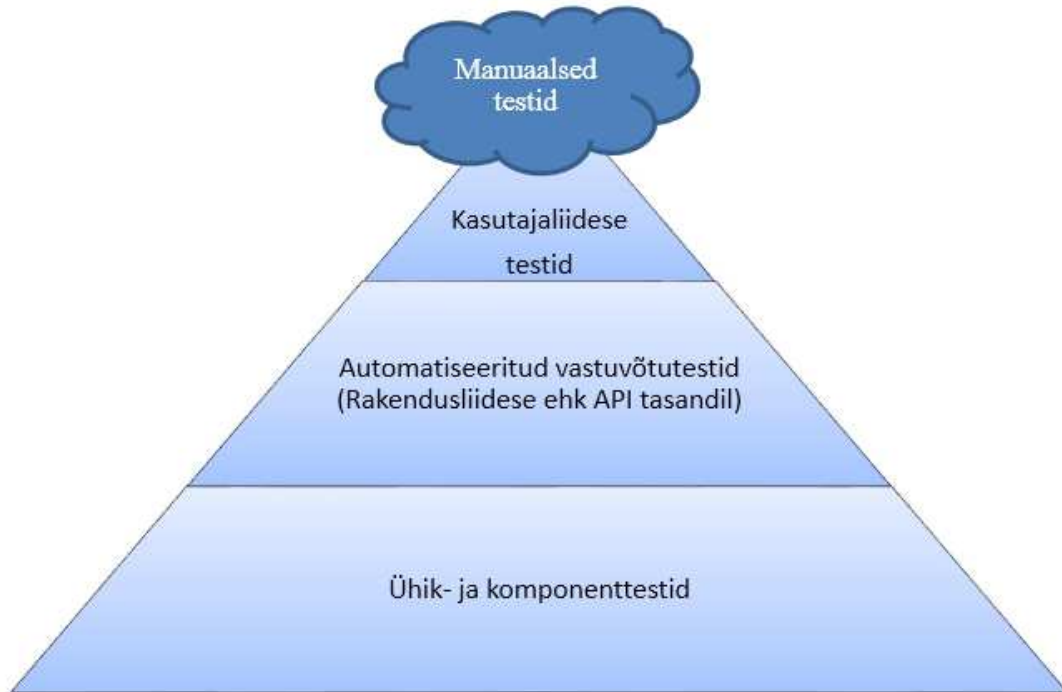 Manuaalsed
testid
Kasutajaliidese
testid
Automatiseeritud vastuvõtutestid
(Rakendusliidese ehk API tasandil)
Ühik- ja komponenttestid